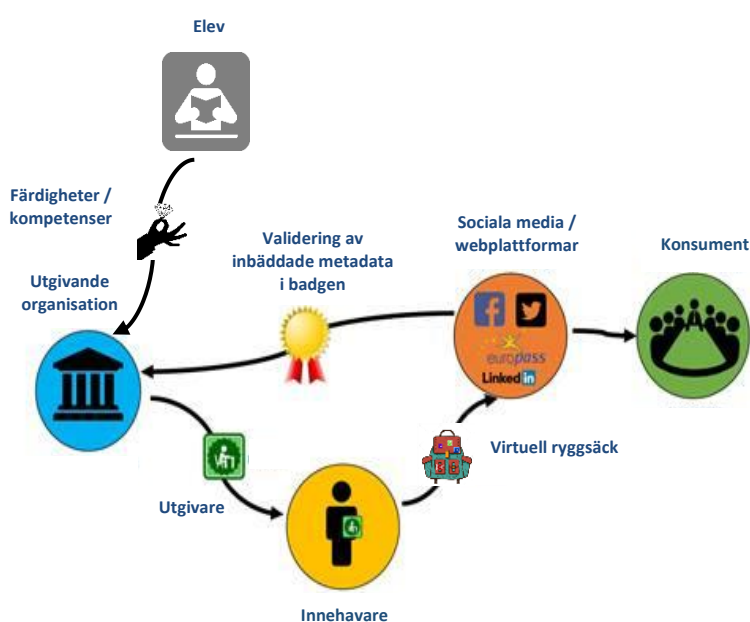 Elev
Färdigheter /
kompetenser
Validering av
inbäddade metadata
i badgen
Sociala media /
webplattformar
Konsument
Utgivande
organisation
europass
Linked in
Virtuell ryggsäck
Utgivare
Innehavare